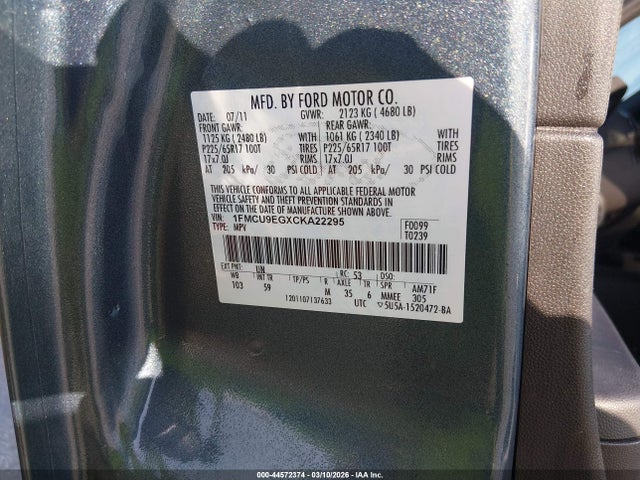 MFD. BY FORD MOTOR CO.
DATE: 07/11 GVWR: 2123 KG ( 4680 LB)
FRONT GAWR: REAR GAWR:
1125 KG ( 2480 LB) WITH 1061 KG ( 2340 LB) WITH
P225/65R17 100T TIRES P225/65R17 100T TIRES
17x7.0J RIMS 17x7.0J RIMS
AT 205 kPa/ 30 PSI COLD AT 205 kPa/ 30 PSI COLD
THIS VEHICLE CONFORMS TO ALL APPLICABLE FEDERAL MOTOR
VEHICLE SAFETY AND THEFT PREVENTION STANDARDS IN
EFFECT ON THE DATE OF MANUFACTURE SHOWN ABOVE.
VIN: 1FMCU9EGXCKA22295 F0099
TYPE: MPV T0239
EXT PNT: UN RC: 53 DSO:
WB INT TR TP/PS R AXLE TR SPR AM71F
103 59 M 35 6 MMEE 305
1201107137633 UTC ▽5U5A-1520472-BA
000-44572374 | 03/10/2026 | IAA Inc.